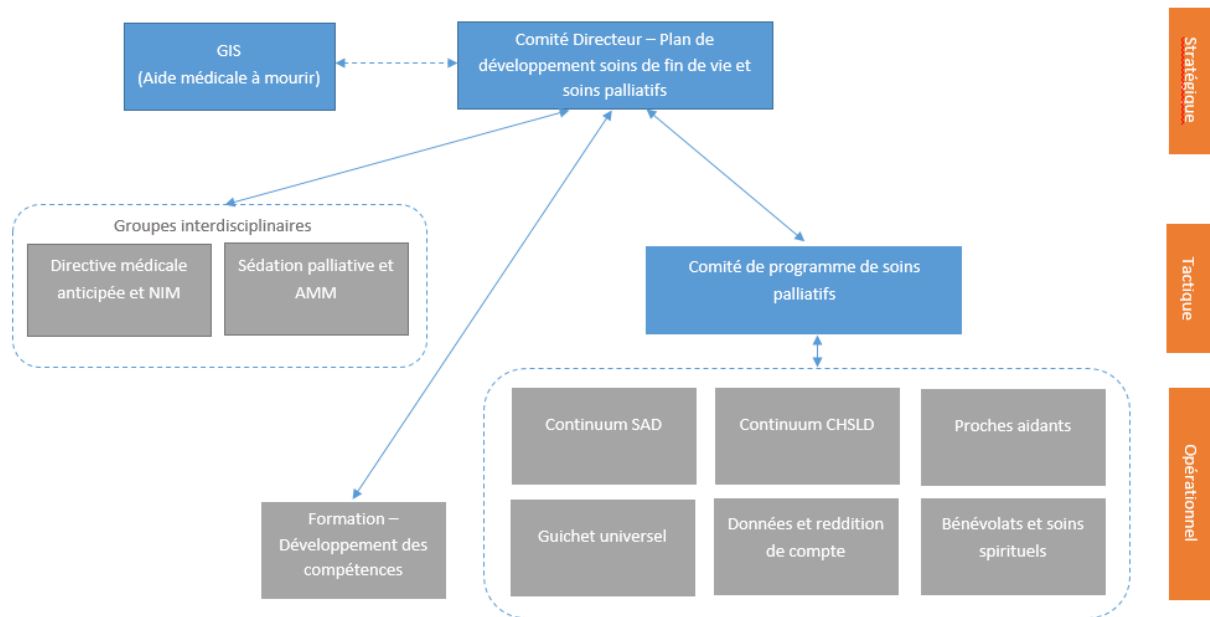 GIS
(Aide médicale à mourir)
Comité Directeur – Plan de
développement soins de fin de vie et
soins palliatifs
Stratégique
Groupes interdisciplinaires
Directive médicale
anticipée et NIM
Sédation palliative et
AMM
Comité de programme de soins
palliatifs
Tactique
Continuum SAD
Continuum CHSLD
Proches aidants
Formation –
Développement des
compétences
Guichet universel
Données et reddition
de compte
Bénévolats et soins
spirituels
Opérationnel